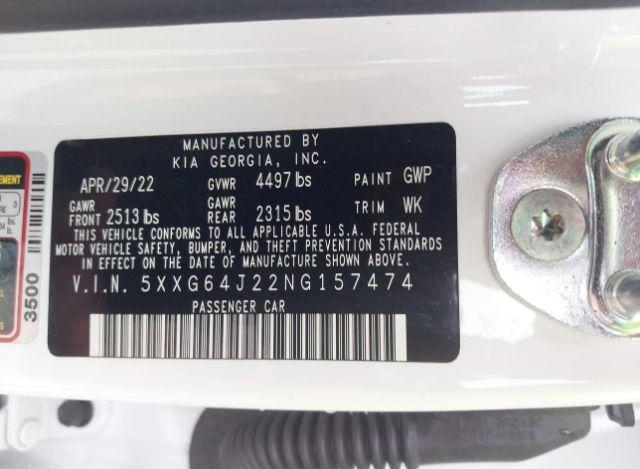 MANUFACTURED BY
KIA GEORGIA, INC.
APR/29/22 GVWR 4497 lbs PAINT GWP
GAWR FRONT 2513 lbs GAWR REAR 2315 lbs TRIM WK
THIS VEHICLE CONFORMS TO ALL APPLICABLE U.S.A. FEDERAL
MOTOR VEHICLE SAFETY, BUMPER, AND THEFT PREVENTION STANDARDS
IN EFFECT ON THE DATE OF MANUFACTURE SHOWN ABOVE.
V.I.N. 5XXG64J22NG157474
PASSENGER CAR
3500